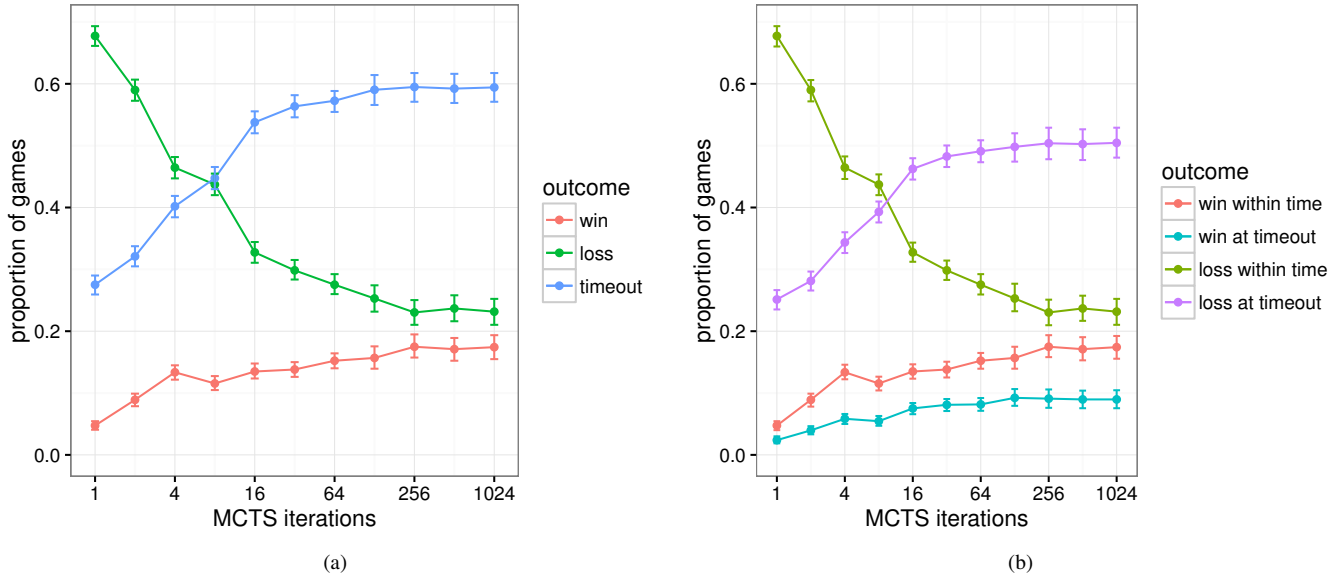 proportion of games
0.6
0.4
0.2
0.0
1 4 16 64 256 1024
MCTS iterations
outcome
win
loss
timeout
(a)
proportion of games
0.6
0.4
0.2
0.0
1 4 16 64 256 1024
MCTS iterations
outcome
win within time
win at timeout
loss within time
loss at timeout
(b)